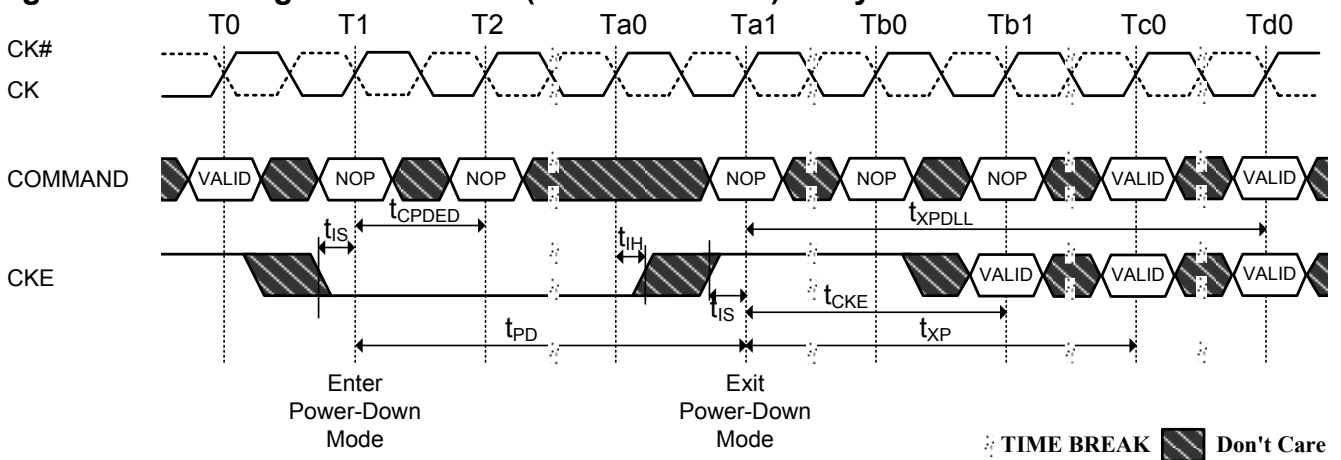 T0 T1 T2 Ta0 Ta1 Tb0 Tb1 Tc0 Td0
CK#
CK
COMMAND VALID NOP NOP NOP NOP NOP VALID VALID
tCPDED tXPDLL
tIS tIH
CKE VALID VALID VALID
tIS tCKE
tPD tXP
Enter
Power-Down
Mode
Exit
Power-Down
Mode
TIME BREAK Don't Care